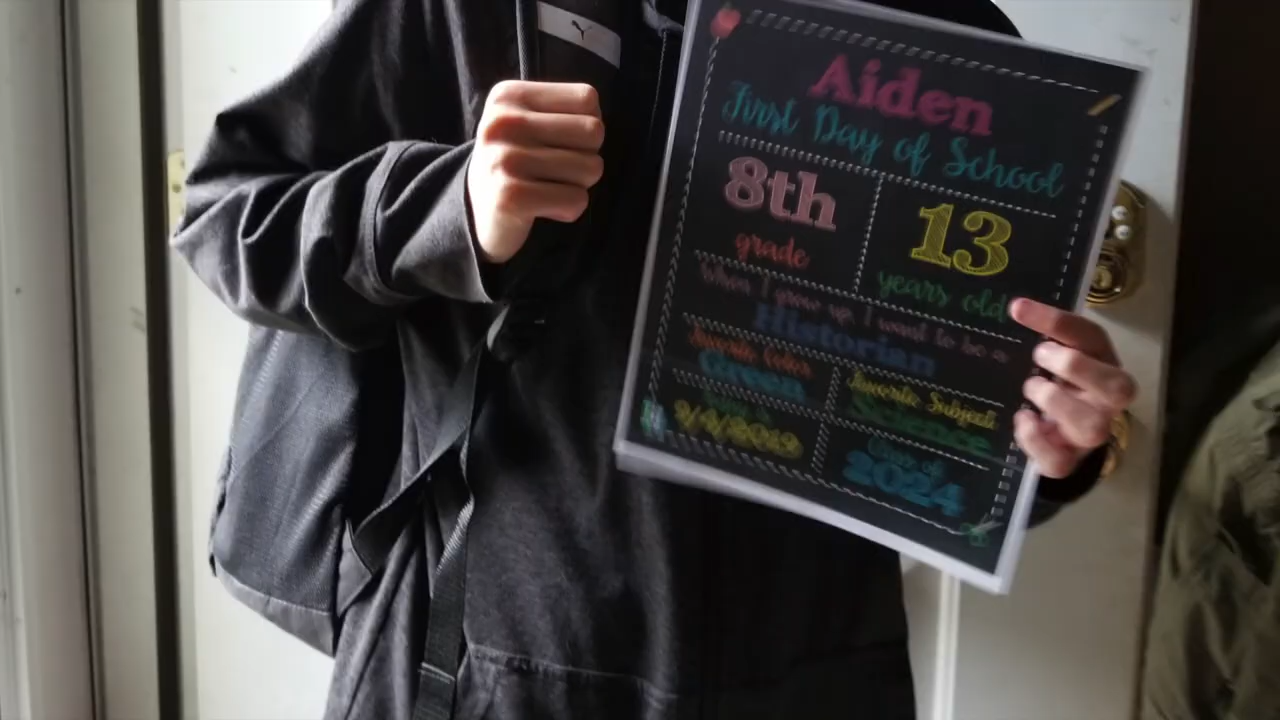 Aiden
First Day of School
8th
grade
13
years old
When I grow up, I want to be a
Historian
Favorite Color
Green
Favorite Subject
Science
9/4/2019
Class of
2024